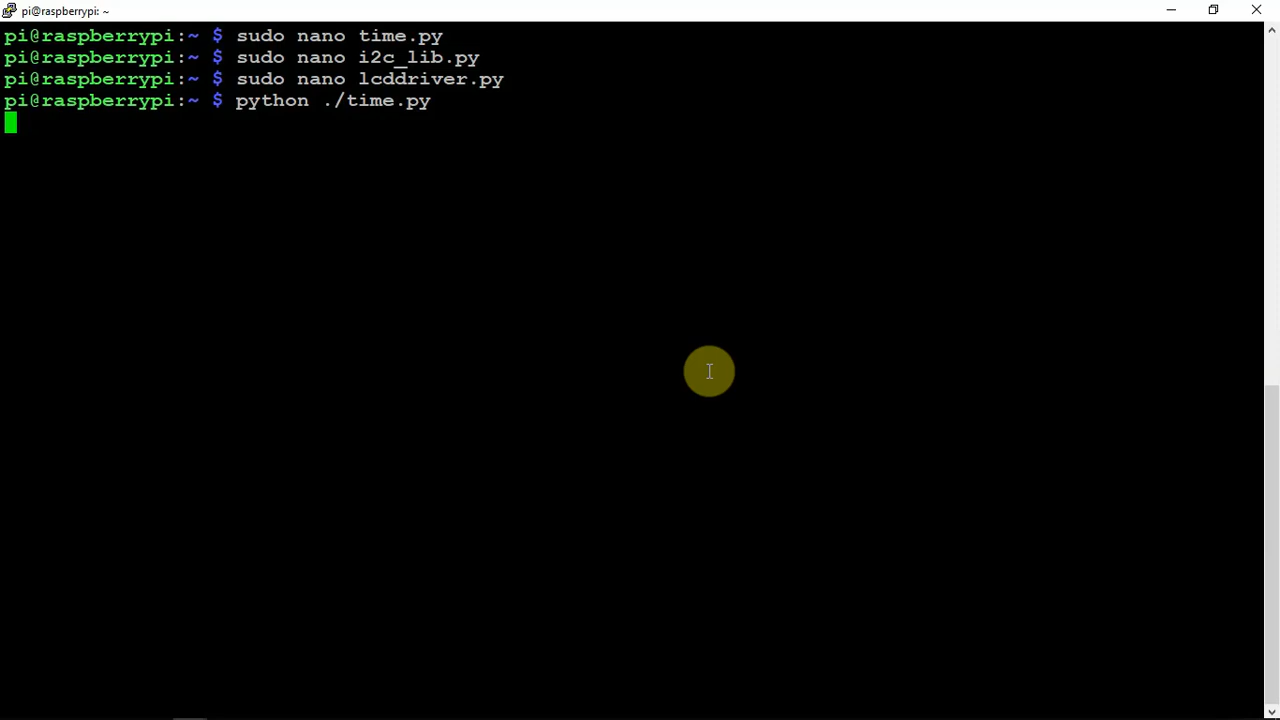 pi@raspberrypi: ~
pi@raspberrypi:~ $ sudo nano time.py
pi@raspberrypi:~ $ sudo nano i2c_lib.py
pi@raspberrypi:~ $ sudo nano lcddriver.py
pi@raspberrypi:~ $ python ./time.py